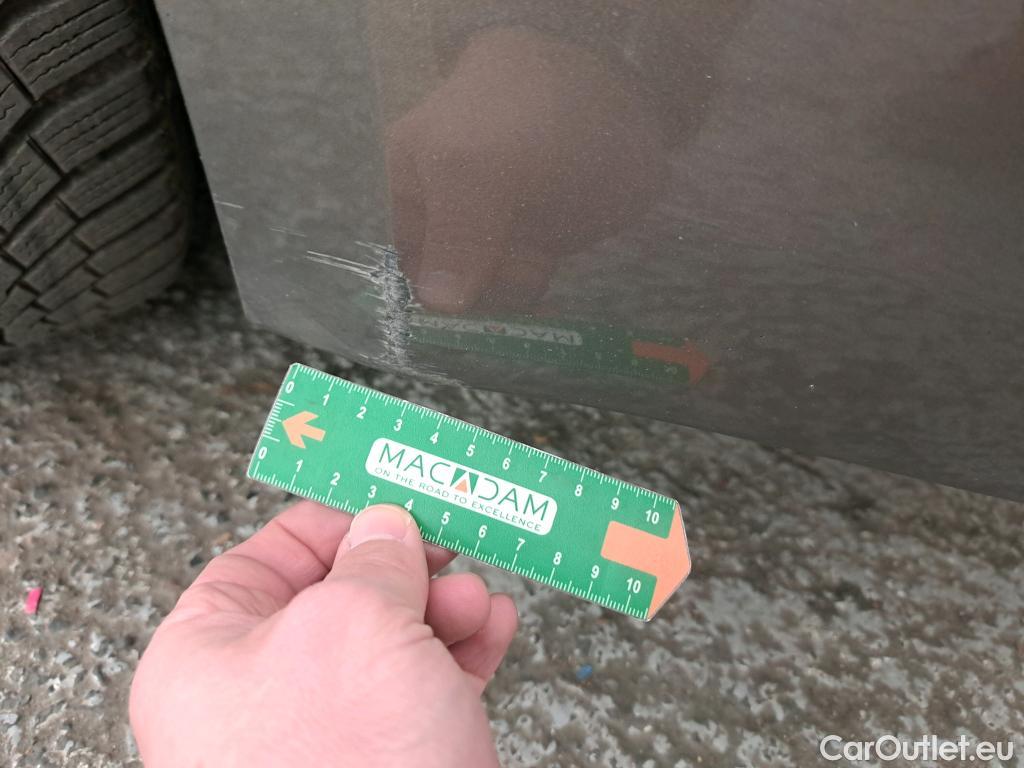 0 1 2 3 4 5 6 7 8 9 10
MACADAM
ON THE ROAD TO EXCELLENCE
0 1 2 3 4 5 6 7 8 9 10
CarOutlet.eu